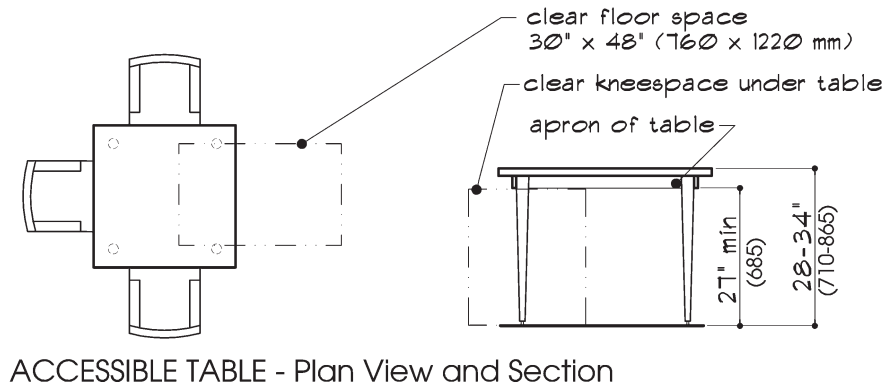 clear floor space
30" x 48" (760 x 1220 mm)
clear kneespace under table
apron of table
27" min
(685)
28-34"
(710-865)
ACCESSIBLE TABLE - Plan View and Section